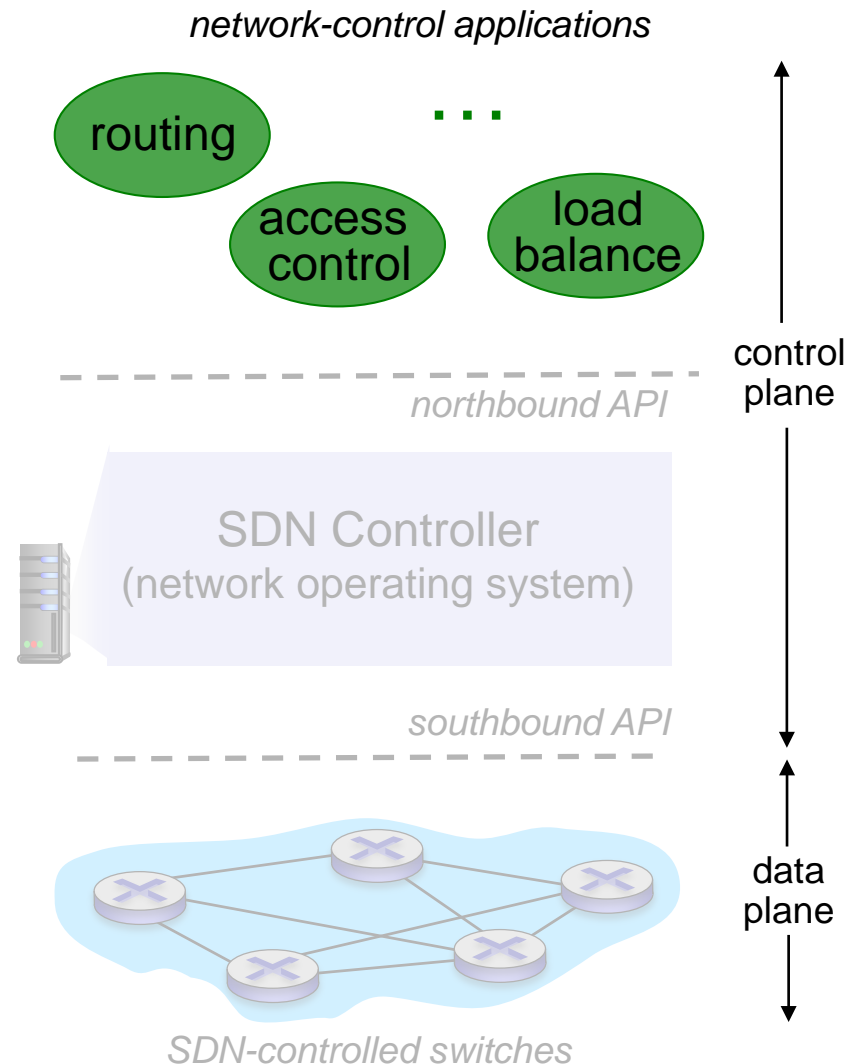 network-control applications
routing
...
access
control
load
balance
control
plane
northbound API
SDN Controller
(network operating system)
southbound API
data
plane
SDN-controlled switches